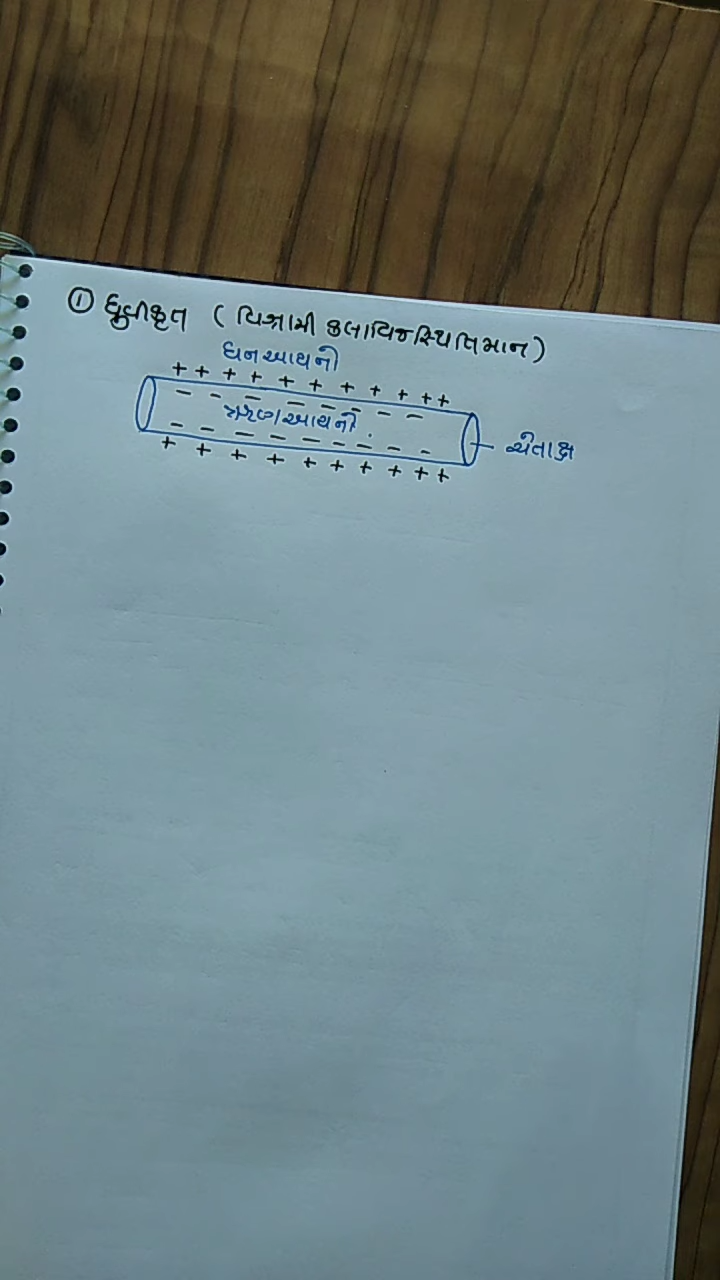 ① ધ્રુવીકૃત (વિશ્રામી કલાવિજસ્થિતિમાન)
ધનઆયનો
+ + + + + + + + + + +
− − − − − − − − −
ઋણઆયનો
− − − − − − − − −
ચેતાક્ષ
+ + + + + + + + + +